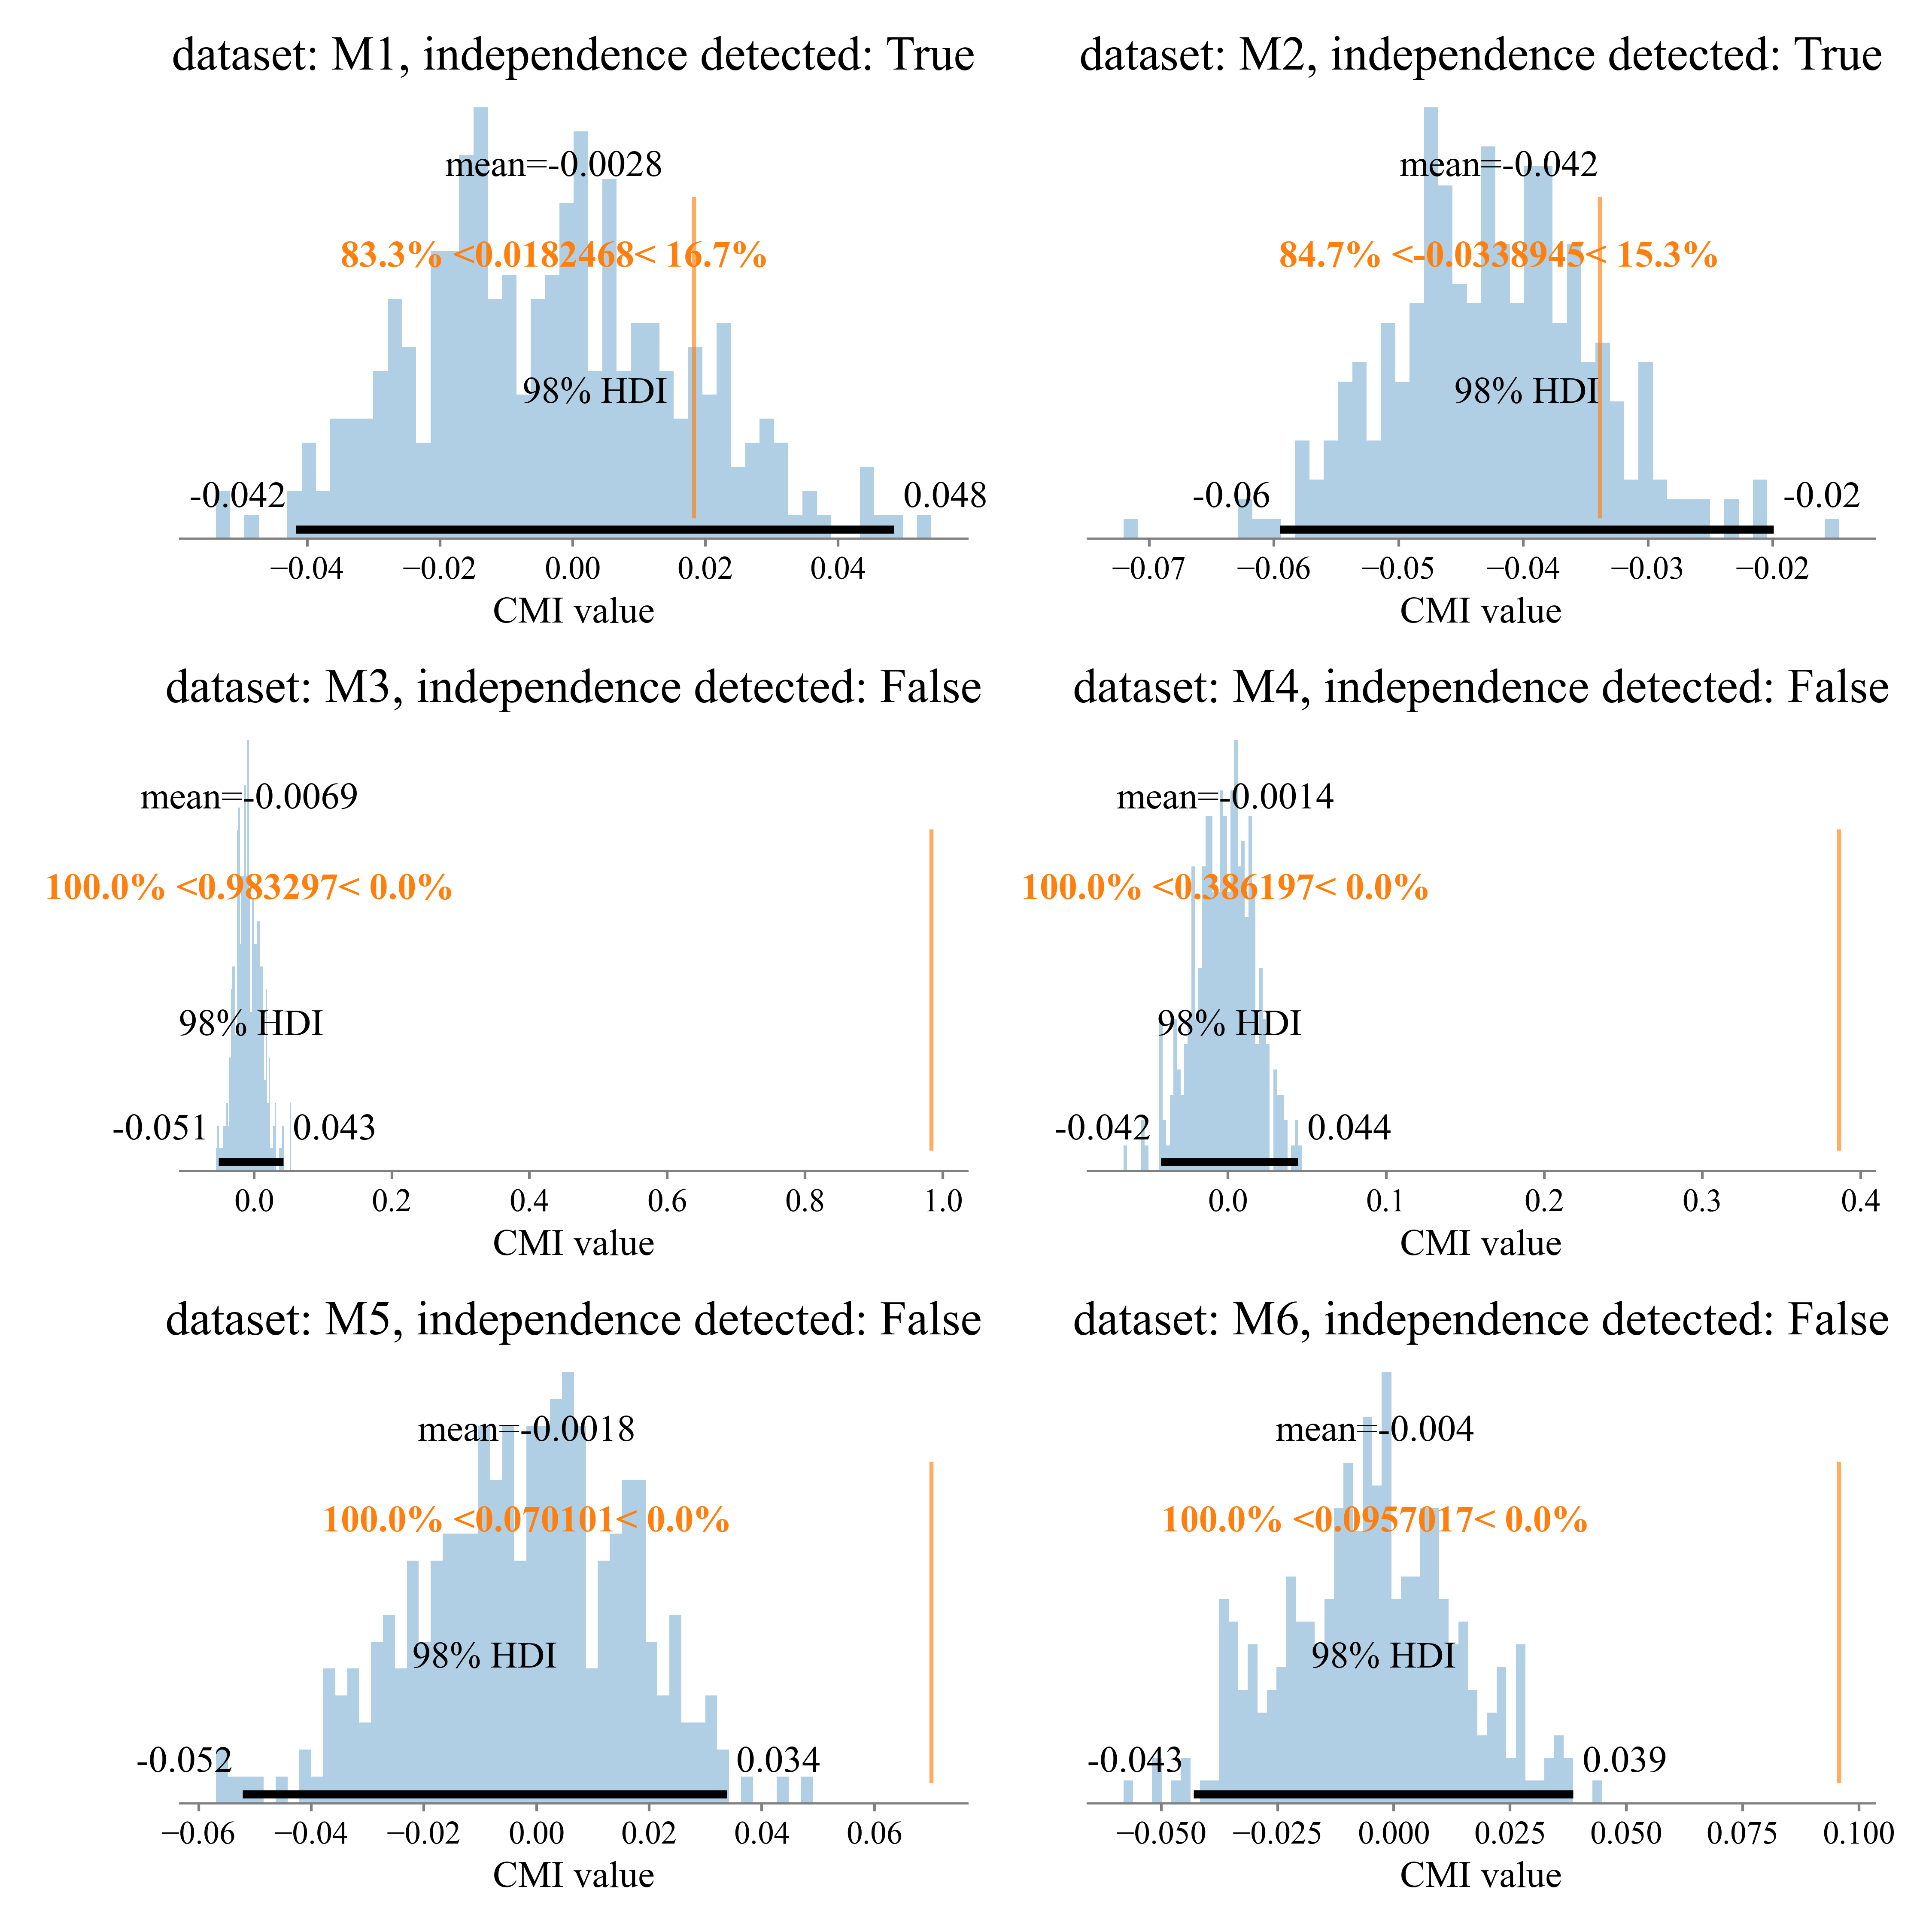 dataset: M1, independence detected: True
mean=-0.0028
83.3% <0.0182468< 16.7%
98% HDI
-0.042 0.048
−0.04 −0.02 0.00 0.02 0.04
CMI value
dataset: M2, independence detected: True
mean=-0.042
84.7% <-0.0338945< 15.3%
98% HDI
-0.06 -0.02
−0.07 −0.06 −0.05 −0.04 −0.03 −0.02
CMI value
dataset: M3, independence detected: False
mean=-0.0069
100.0% <0.983297< 0.0%
98% HDI
-0.051 0.043
0.0 0.2 0.4 0.6 0.8 1.0
CMI value
dataset: M4, independence detected: False
mean=-0.0014
100.0% <0.386197< 0.0%
98% HDI
-0.042 0.044
0.0 0.1 0.2 0.3 0.4
CMI value
dataset: M5, independence detected: False
mean=-0.0018
100.0% <0.070101< 0.0%
98% HDI
-0.052 0.034
−0.06 −0.04 −0.02 0.00 0.02 0.04 0.06
CMI value
dataset: M6, independence detected: False
mean=-0.004
100.0% <0.0957017< 0.0%
98% HDI
-0.043 0.039
−0.050 −0.025 0.000 0.025 0.050 0.075 0.100
CMI value